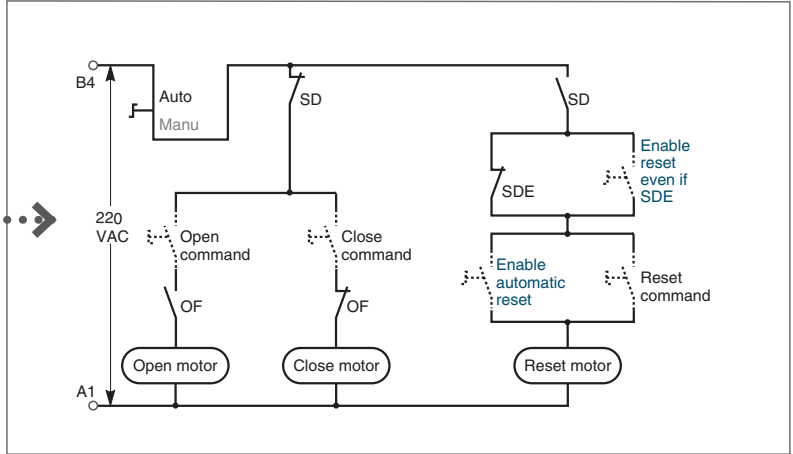 B4
Auto
Manu
SD
SD
Enable
reset
even if
SDE
SDE
220
VAC
Open
command
Close
command
Enable
automatic
reset
Reset
command
OF
OF
Open motor
Close motor
Reset motor
A1